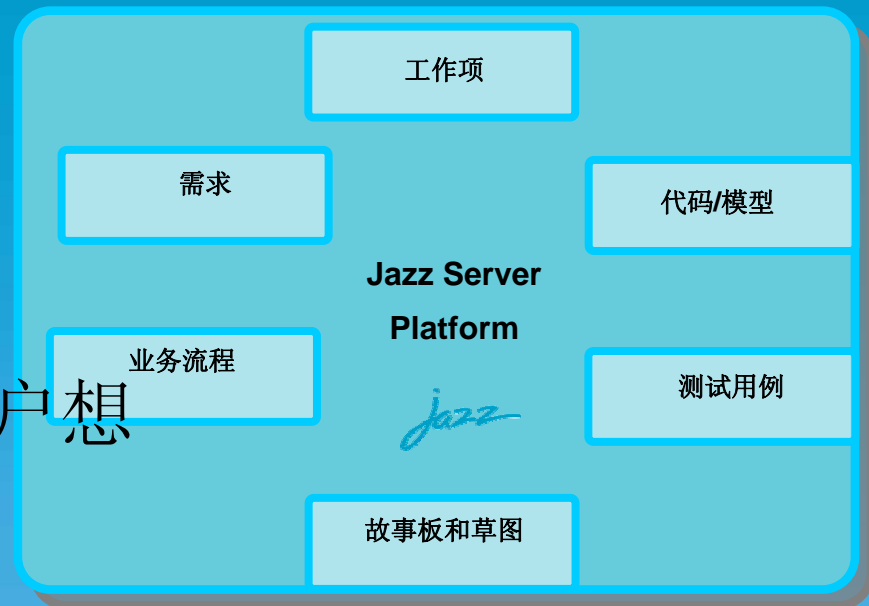 工作项
需求
代码/模型
Jazz Server
Platform
业务流程
户想
测试用例
jazz
故事板和草图